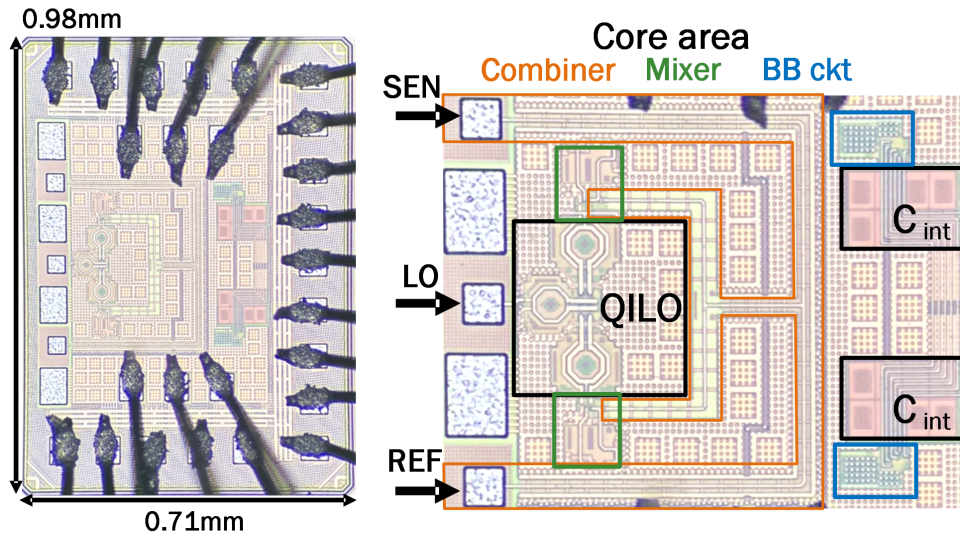 0.98mm
0.71mm
Core area
Combiner Mixer BB ckt
SEN
LO
REF
QILO
C int
C int